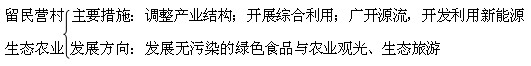 留民营村 主要措施：调整产业结构；开展综合利用；广开源流，开发利用新能源
生态农业 发展方向：发展无污染的绿色食品与农业观光、生态旅游